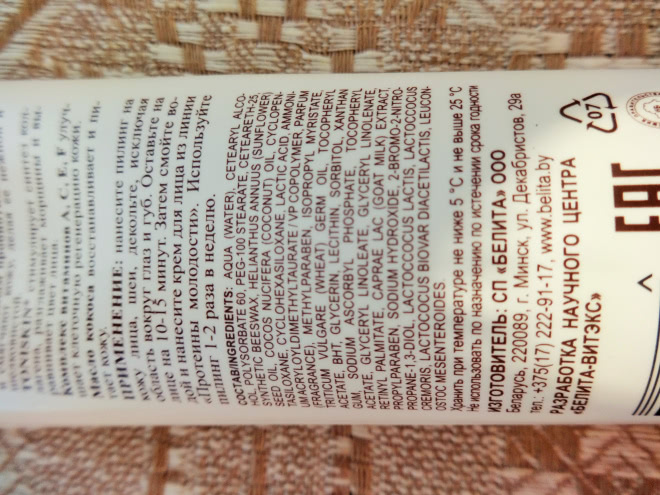 TONISKIN
Комплекс витаминов А, С, Е, F улуч-
шает клеточную регенерацию кожи.
Масло кокоса восстанавливает и пи-
тает кожу.
ПРИМЕНЕНИЕ: нанесите пилинг на
кожу лица, шеи, декольте, исключая
область вокруг глаз и губ. Оставьте на
лице на 10-15 минут. Затем смойте во-
дой и нанесите крем для лица из линии
«Протеины молодости». Используйте
пилинг 1-2 раза в неделю.
СОСТАВ/INGREDIENTS: AQUA (WATER), CETEARYL ALCO-
HOL, POLYSORBATE 60, PEG-100 STEARATE, CETEARETH-25,
SYNTHETIC BEESWAX, HELIANTHUS ANNUUS (SUNFLOWER)
SEED OIL, COCOS NUCIFERA (COCONUT) OIL, CYCLOPEN-
TASILOXANE, CYCLOHEXASILOXANE, LACTIC ACID, AMMONI-
UM ACRYLOYLDIMETHYLTAURATE / VP COPOLYMER, PARFUM
(FRAGRANCE), METHYLPARABEN, ISOPROPYL MYRISTATE,
TRITICUM VULGARE (WHEAT) GERM OIL, TOCOPHERYL
ACETATE, BHT, GLYCERIN, LECITHIN, SORBITOL, XANTHAN
GUM, SODIUM ASCORBYL PHOSPHATE, TOCOPHERYL
ACETATE, GLYCERYL LINOLEATE, GLYCERYL LINOLENATE,
RETINYL PALMITATE, CAPRAE LAC (GOAT MILK) EXTRACT,
PROPYLPARABEN, SODIUM HYDROXIDE, 2-BROMO-2-NITRO-
PROPANE-1,3-DIOL, LACTOCOCCUS LACTIS, LACTOCOCCUS
CREMORIS, LACTOCOCCUS BIOVAR DIACETILACTIS, LEUCON-
OSTOC MESENTEROIDES.
Хранить при температуре не ниже 5 °С и не выше 25 °С
Не использовать по назначению по истечении срока годности
ИЗГОТОВИТЕЛЬ: СП «БЕЛИТА» ООО
Беларусь, 220089, г. Минск, ул. Декабристов, 29а
тел.: +375(17) 222-91-17, www.belita.by
РАЗРАБОТКА НАУЧНОГО ЦЕНТРА
«БЕЛИТА-ВИТЭКС»
07
EAC